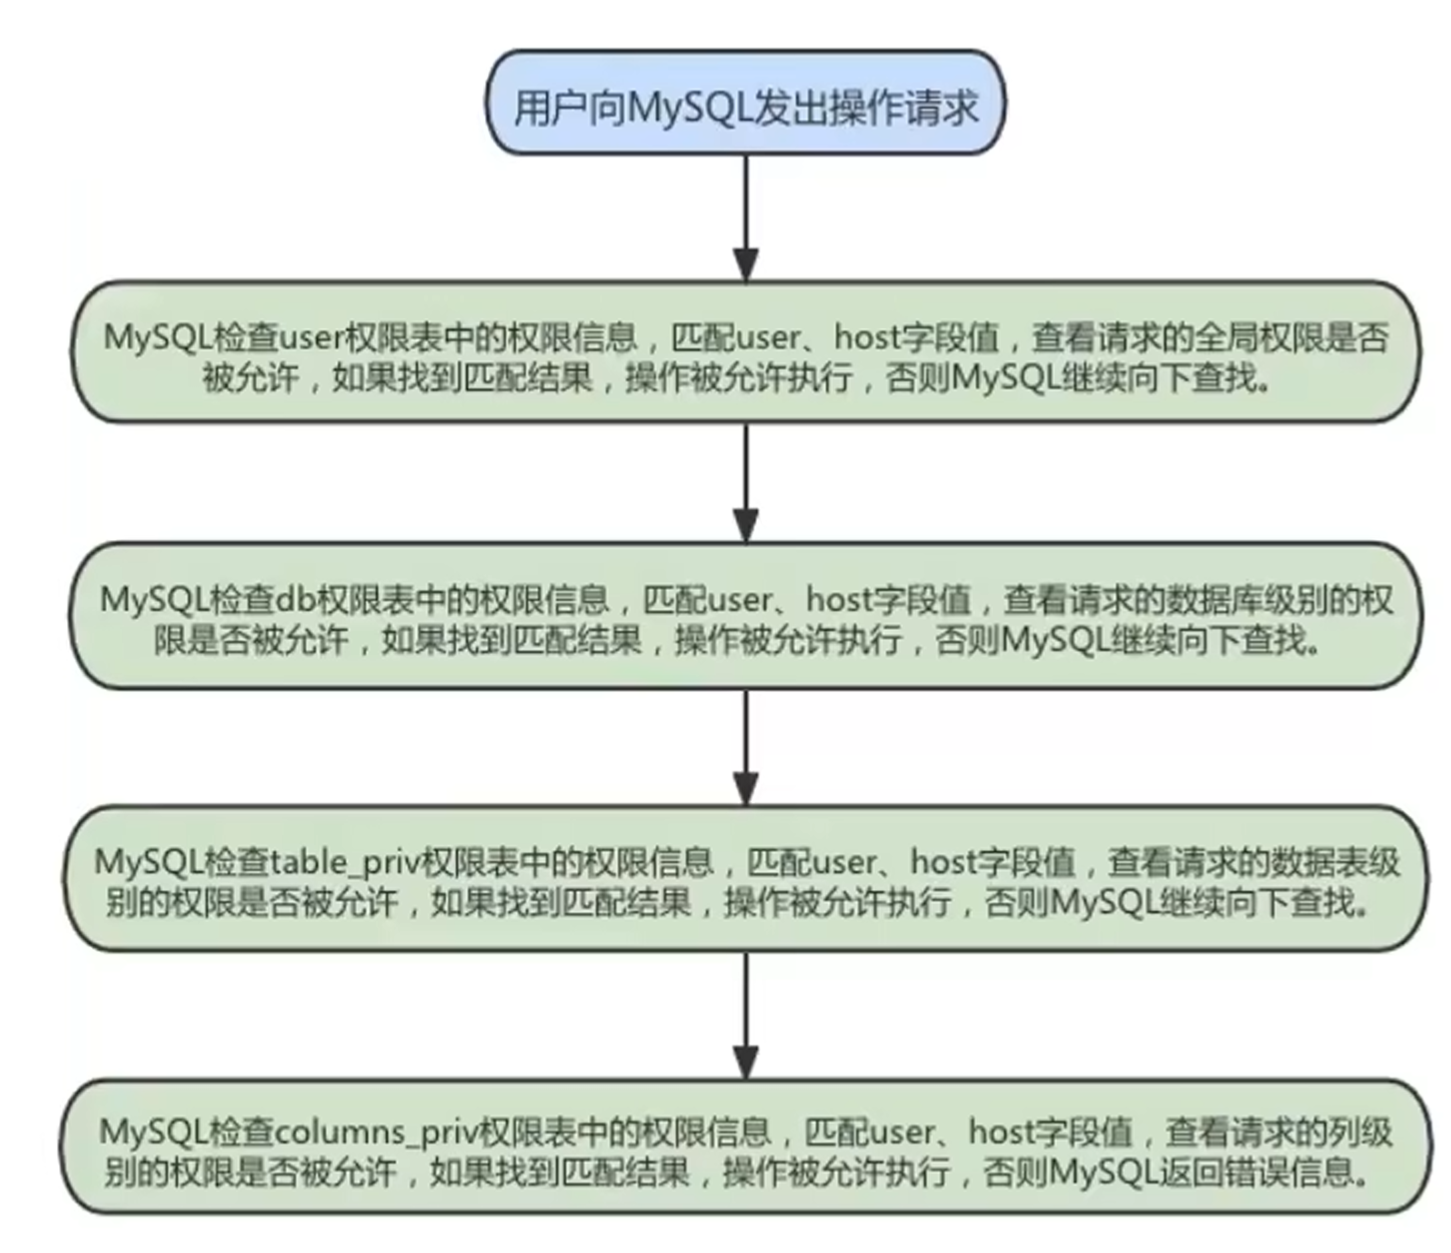 用户向MySQL发出操作请求
MySQL检查user权限表中的权限信息，匹配user、host字段值，查看请求的全局权限是否
被允许，如果找到匹配结果，操作被允许执行，否则MySQL继续向下查找。
MySQL检查db权限表中的权限信息，匹配user、host字段值，查看请求的数据库级别的权
限是否被允许，如果找到匹配结果，操作被允许执行，否则MySQL继续向下查找。
MySQL检查table_priv权限表中的权限信息，匹配user、host字段值，查看请求的数据表级
别的权限是否被允许，如果找到匹配结果，操作被允许执行，否则MySQL继续向下查找。
MySQL检查columns_priv权限表中的权限信息，匹配user、host字段值，查看请求的列级
别的权限是否被允许，如果找到匹配结果，操作被允许执行，否则MySQL返回错误信息。